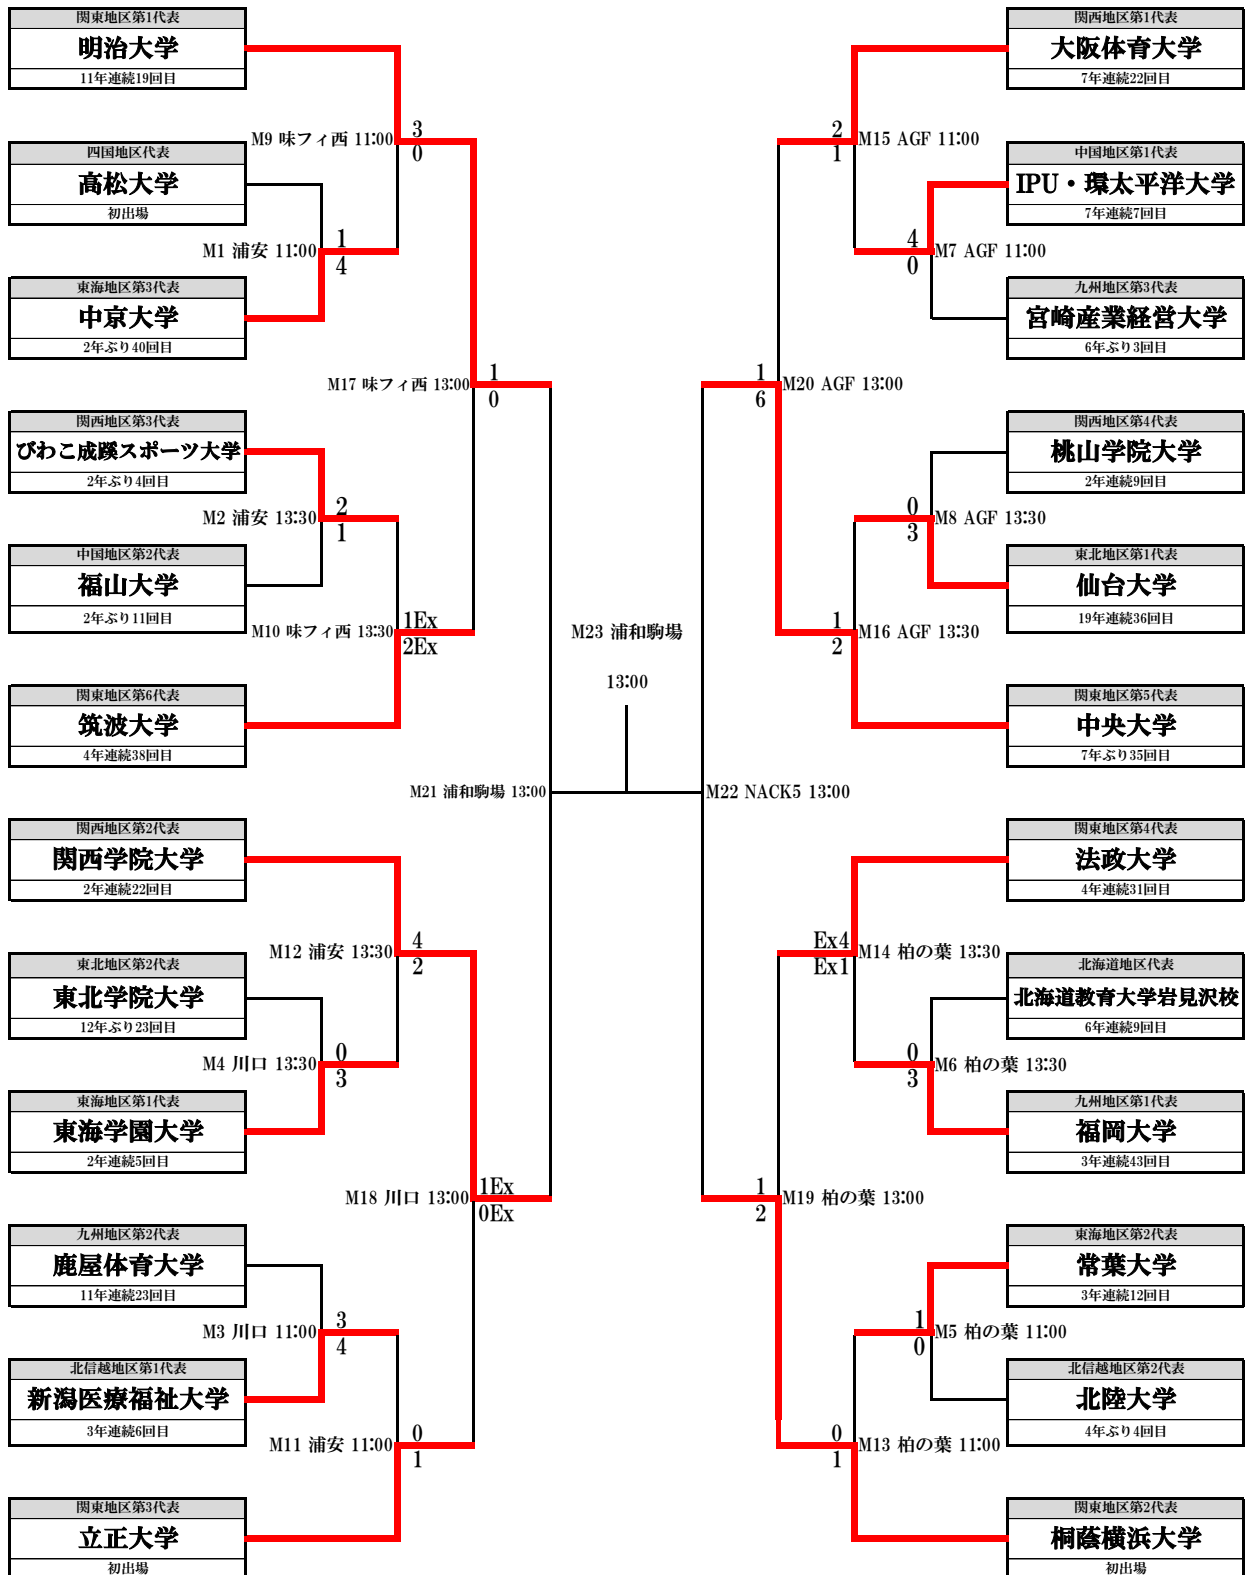 関東地区第1代表
明治大学
11年連続19回目
M9 味フィ西 11:00
3
0
四国地区代表
高松大学
初出場
M1 浦安 11:00
1
4
東海地区第3代表
中京大学
2年ぶり40回目
M17 味フィ西 13:00
1
0
関西地区第3代表
びわこ成蹊スポーツ大学
2年ぶり4回目
M2 浦安 13:30
2
1
中国地区第2代表
福山大学
2年ぶり11回目
M10 味フィ西 13:30
1Ex
2Ex
関東地区第6代表
筑波大学
4年連続38回目
M21 浦和駒場 13:00
関西地区第2代表
関西学院大学
2年連続22回目
M12 浦安 13:30
4
2
東北地区第2代表
東北学院大学
12年ぶり23回目
M4 川口 13:30
0
3
東海地区第1代表
東海学園大学
2年連続5回目
M18 川口 13:00
1Ex
0Ex
九州地区第2代表
鹿屋体育大学
11年連続23回目
M3 川口 11:00
3
4
北信越地区第1代表
新潟医療福祉大学
3年連続6回目
M11 浦安 11:00
0
1
関東地区第3代表
立正大学
初出場
M23 浦和駒場
13:00
関西地区第1代表
大阪体育大学
7年連続22回目
2
1
M15 AGF 11:00
中国地区第1代表
IPU・環太平洋大学
7年連続7回目
4
0
M7 AGF 11:00
九州地区第3代表
宮崎産業経営大学
6年ぶり3回目
1
6
M20 AGF 13:00
関西地区第4代表
桃山学院大学
2年連続9回目
0
3
M8 AGF 13:30
東北地区第1代表
仙台大学
19年連続36回目
1
2
M16 AGF 13:30
関東地区第5代表
中央大学
7年ぶり35回目
M22 NACK5 13:00
関東地区第4代表
法政大学
4年連続31回目
Ex4
Ex1
M14 柏の葉 13:30
北海道地区代表
北海道教育大学岩見沢校
6年連続9回目
0
3
M6 柏の葉 13:30
九州地区第1代表
福岡大学
3年連続43回目
1
2
M19 柏の葉 13:00
東海地区第2代表
常葉大学
3年連続12回目
1
0
M5 柏の葉 11:00
北信越地区第2代表
北陸大学
4年ぶり4回目
0
1
M13 柏の葉 11:00
関東地区第2代表
桐蔭横浜大学
初出場